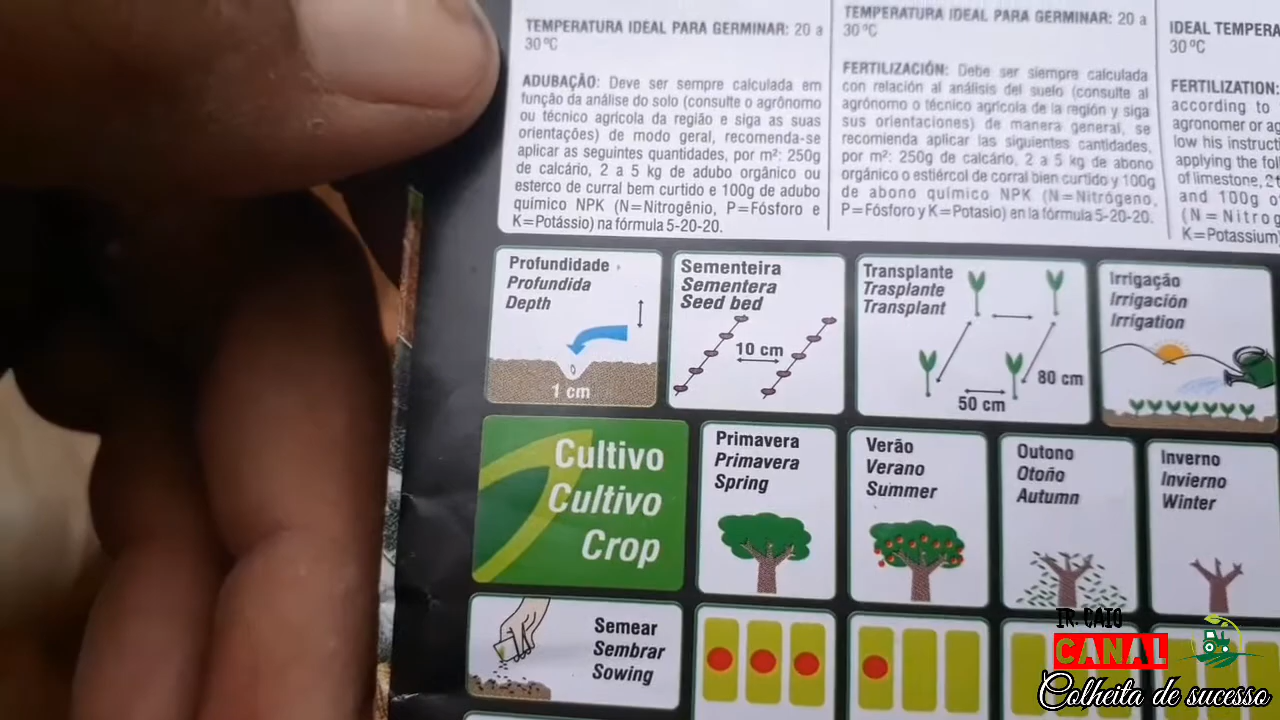 TEMPERATURA IDEAL PARA GERMINAR: 20 a
30ºC
ADUBAÇÃO: Deve ser sempre calculada em
função da análise do solo (consulte o agrônomo
ou técnico agrícola da região e siga as suas
orientações) de modo geral, recomenda-se
aplicar as seguintes quantidades, por m²: 250g
de calcário, 2 a 5 kg de adubo orgânico ou
esterco de curral bem curtido e 100g de adubo
químico NPK (N=Nitrogênio, P=Fósforo e
K=Potássio) na fórmula 5-20-20.
TEMPERATURA IDEAL PARA GERMINAR: 20 a
30ºC
FERTILIZACIÓN: Debe ser siempre calculada
con relación al análisis del suelo (consulte al
agrónomo o técnico agrícola de la región y siga
sus orientaciones) de manera general, se
recomienda aplicar las siguientes cantidades,
por m²: 250g de calcário, 2 a 5 kg de abono
orgánico o estiércol de corral bien curtido y 100g
de abono químico NPK (N=Nitrógeno,
P=Fósforo y K=Potasio) en la fórmula 5-20-20.
IDEAL TEMPERA
30ºC
FERTILIZATION:
according to
agronomer or ag
low his instructi
applying the foll
of limestone, 2 t
and 100g of
(N=Nitrog
K=Potassium)
Profundidade
Profundida
Depth
1 cm
Sementeira
Sementera
Seed bed
10 cm
Transplante
Trasplante
Transplant
80 cm
50 cm
Irrigação
Irrigación
Irrigation
Cultivo
Cultivo
Crop
Primavera
Primavera
Spring
Verão
Verano
Summer
Outono
Otoño
Autumn
Inverno
Invierno
Winter
Semear
Sembrar
Sowing
IR. CAIO
CANAL
Colheita de sucesso